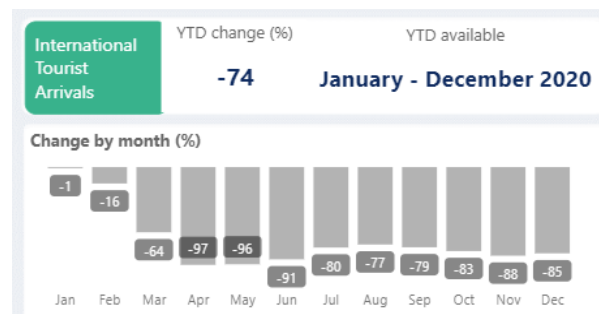 International
Tourist
Arrivals
YTD change (%)
-74
YTD available
January - December 2020
Change by month (%)
-1
-16
-64
-97
-96
-91
-80
-77
-79
-83
-88
-85
Jan Feb Mar Apr May Jun Jul Aug Sep Oct Nov Dec